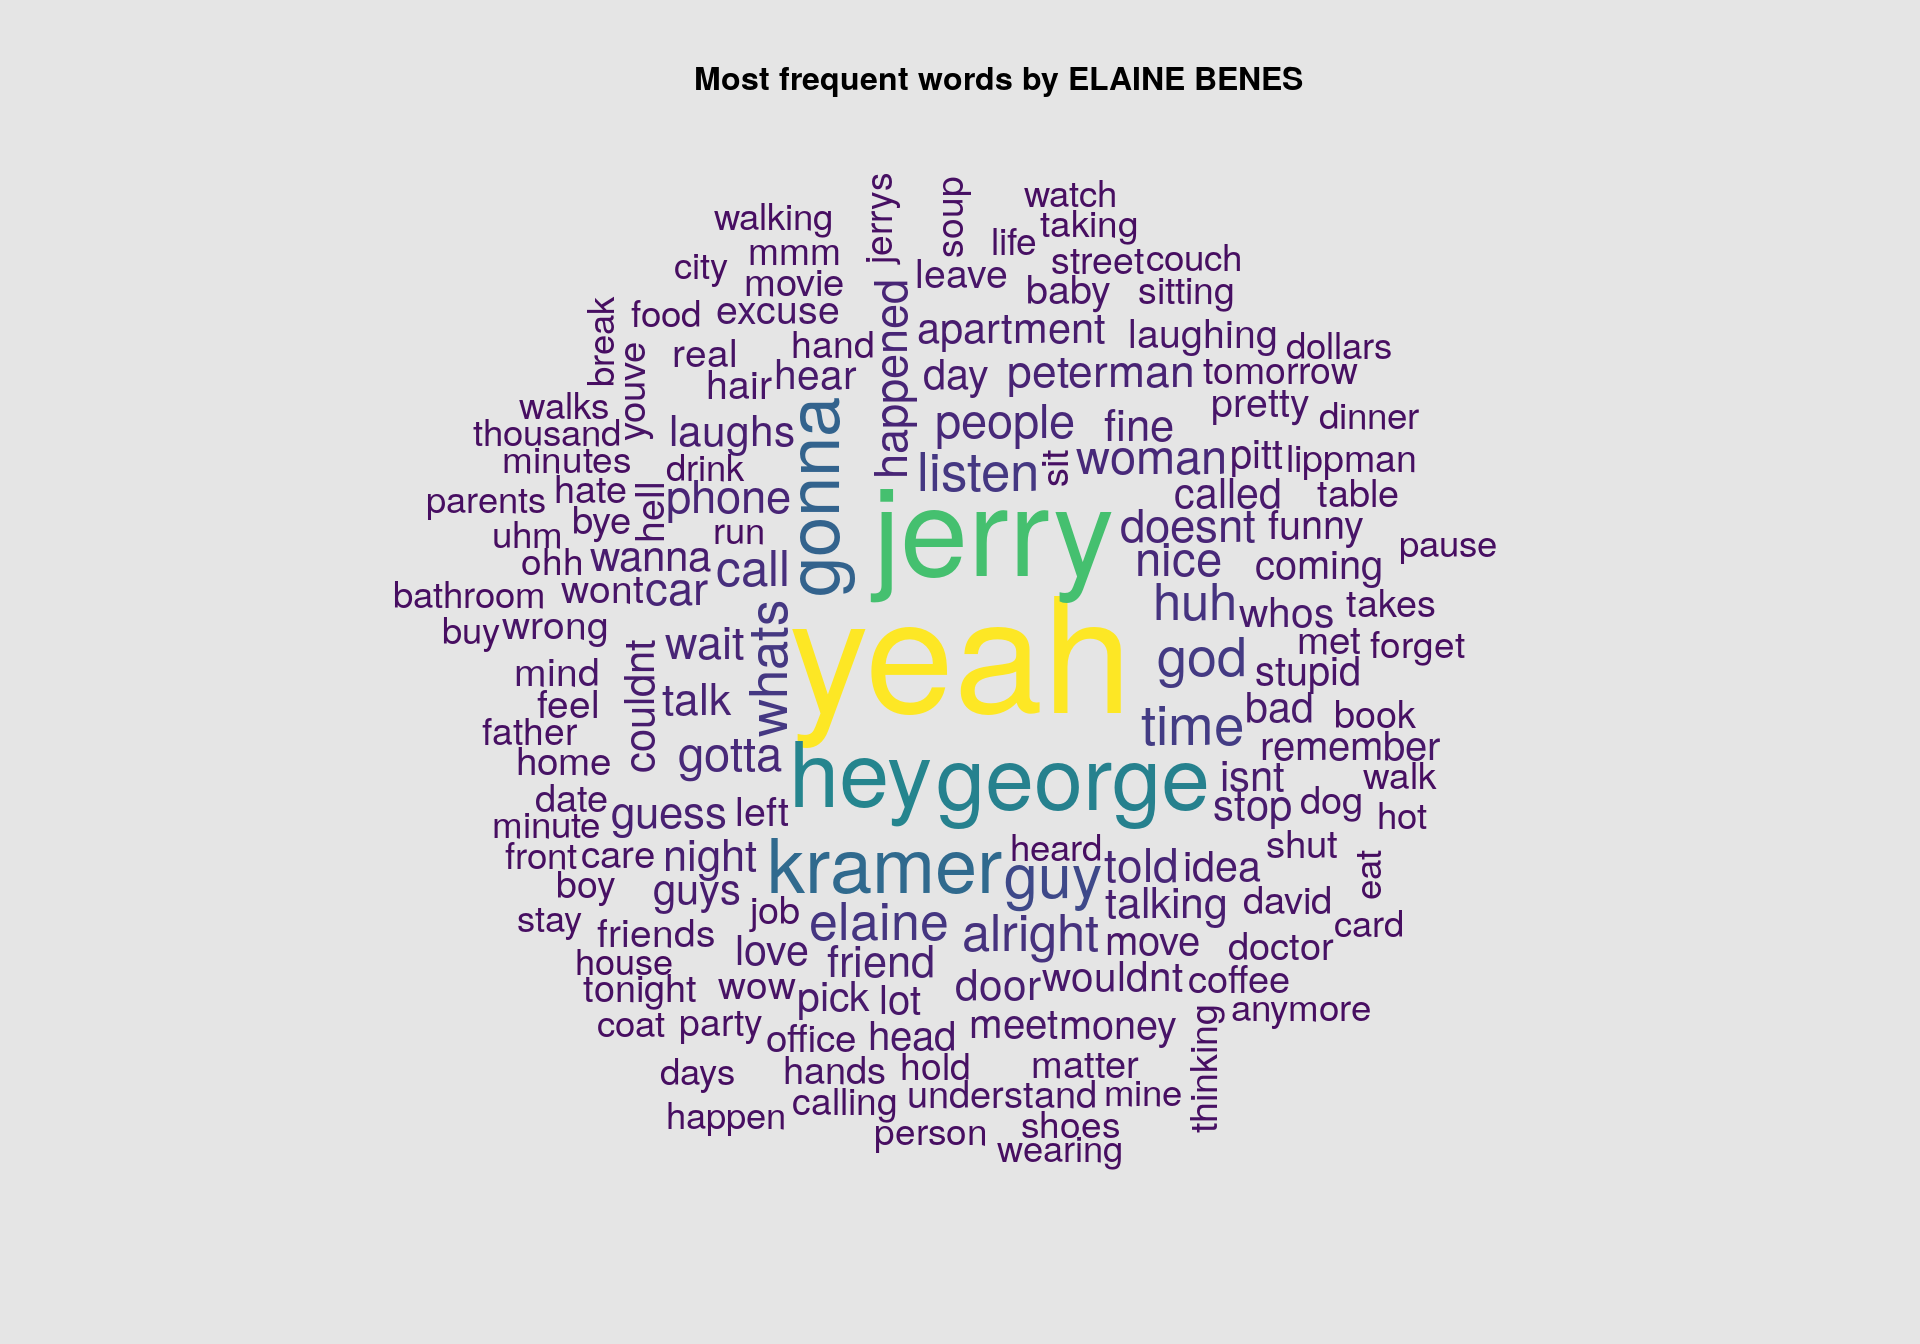 Most frequent words by ELAINE BENES
watch
walking
jerrys
soup
taking
life
mmm
street
couch
city
movie
leave
baby
sitting
break
food
excuse
happened
apartment
laughing
dollars
youve
real
hand
hair
hear
day
peterman
tomorrow
walks
pretty
dinner
thousand
laughs
gonna
people
fine
minutes
drink
listen
sit
woman
pitt
lippman
parents
hate
hell
phone
called
table
uhm
bye
run
jerry
doesnt
funny
pause
ohh
wanna
call
nice
coming
bathroom
wont
car
huh
whos
takes
buy
wrong
couldnt
wait
whats
yeah
god
met
forget
mind
stupid
feel
talk
time
bad
book
father
gotta
remember
home
hey
george
isnt
walk
date
guess
left
stop
dog
hot
minute
front
care
night
kramer
heard
guy
told
idea
shut
eat
boy
guys
job
elaine
alright
talking
david
card
stay
friends
love
friend
move
doctor
house
door
wouldnt
coffee
tonight
wow
pick
lot
thinking
anymore
coat
party
office
head
meet
money
days
hands
hold
matter
happen
calling
understand
mine
person
shoes
wearing